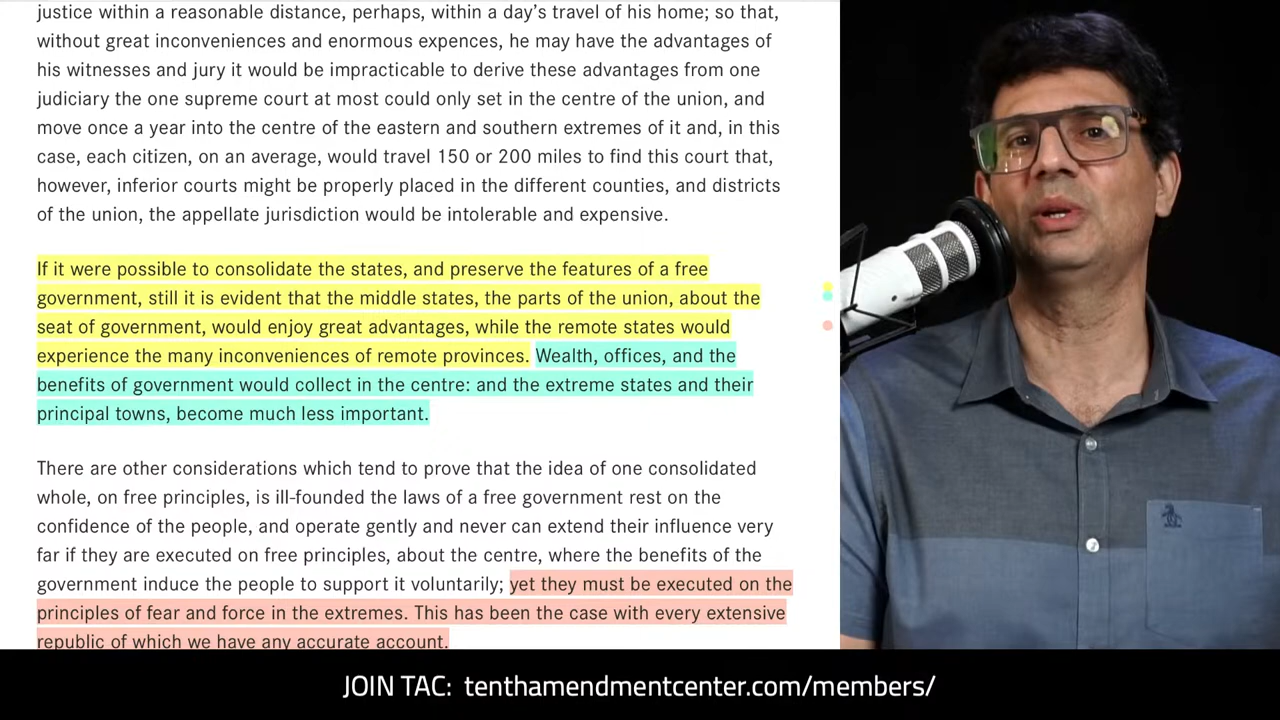 justice within a reasonable distance, perhaps, within a day’s travel of his home; so that,
without great inconveniences and enormous expences, he may have the advantages of
his witnesses and jury it would be impracticable to derive these advantages from one
judiciary the one supreme court at most could only set in the centre of the union, and
move once a year into the centre of the eastern and southern extremes of it and, in this
case, each citizen, on an average, would travel 150 or 200 miles to find this court that,
however, inferior courts might be properly placed in the different counties, and districts
of the union, the appellate jurisdiction would be intolerable and expensive.
If it were possible to consolidate the states, and preserve the features of a free
government, still it is evident that the middle states, the parts of the union, about the
seat of government, would enjoy great advantages, while the remote states would
experience the many inconveniences of remote provinces. Wealth, offices, and the
benefits of government would collect in the centre: and the extreme states and their
principal towns, become much less important.
There are other considerations which tend to prove that the idea of one consolidated
whole, on free principles, is ill-founded the laws of a free government rest on the
confidence of the people, and operate gently and never can extend their influence very
far if they are executed on free principles, about the centre, where the benefits of the
government induce the people to support it voluntarily; yet they must be executed on the
principles of fear and force in the extremes. This has been the case with every extensive
republic of which we have any accurate account.
JOIN TAC: tenthamendmentcenter.com/members/